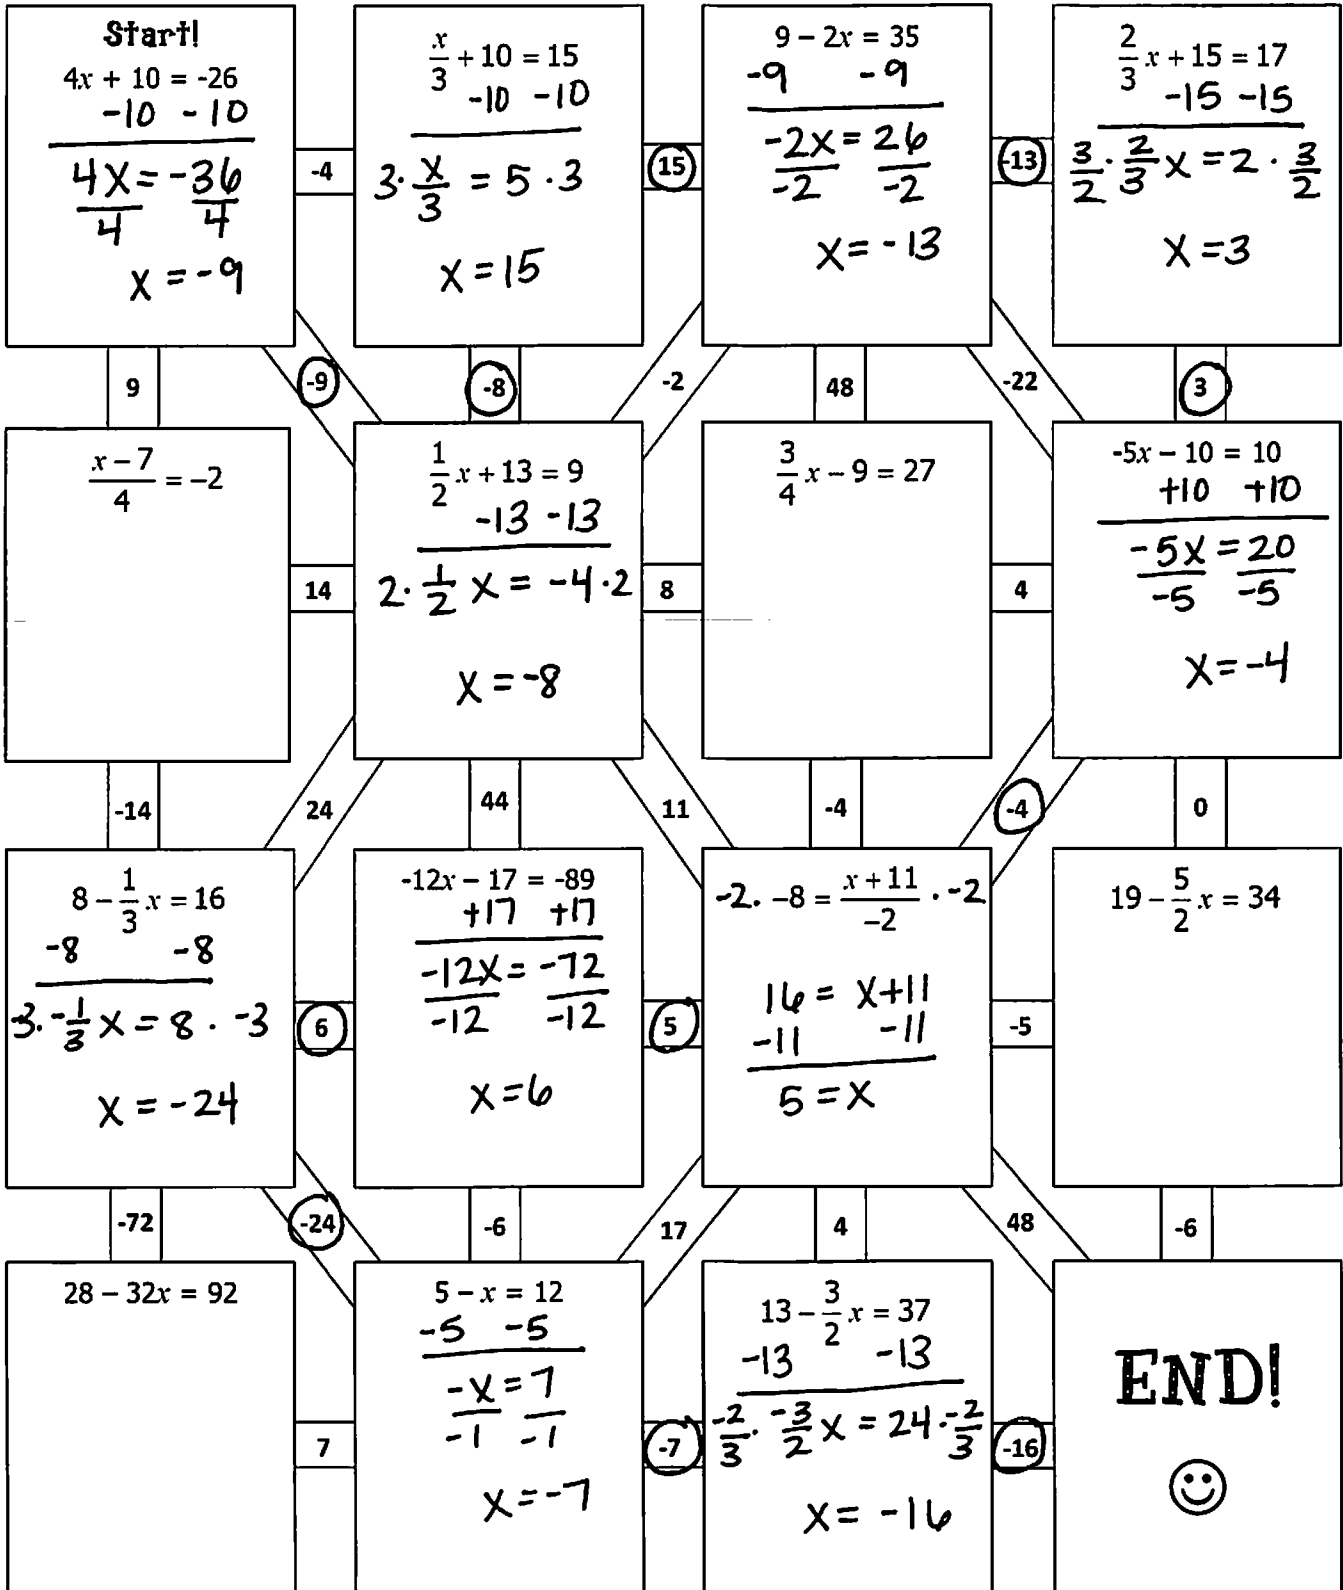 Start!
4x + 10 = -26
-10 -10
4x = -36
4 4
x = -9
-4
x/3 + 10 = 15
-10 -10
3· x/3 = 5 ·3
x = 15
15
9 − 2x = 35
-9 -9
-2x = 26
-2 -2
x = -13
-13
2/3 x + 15 = 17
-15 -15
3/2 · 2/3 x = 2 · 3/2
x = 3
9
-9
-8
-2
48
-22
3
x − 7 / 4 = −2
14
1/2 x + 13 = 9
-13 -13
2· 1/2 x = -4·2
x = -8
8
3/4 x − 9 = 27
4
-5x − 10 = 10
+10 +10
-5x = 20
-5 -5
x = -4
-14
24
44
11
-4
-4
0
8 − 1/3 x = 16
-8 -8
-3· -1/3 x = 8 · -3
x = -24
6
-12x − 17 = -89
+17 +17
-12x = -72
-12 -12
x = 6
5
-2· -8 = x + 11 / -2 · -2
16 = x+11
-11 -11
5 = x
-5
19 − 5/2 x = 34
-72
-24
-6
17
4
48
-6
28 − 32x = 92
7
5 − x = 12
-5 -5
-x = 7
-1 -1
x = -7
-7
13 − 3/2 x = 37
-13 -13
-2/3 · -3/2 x = 24 · -2/3
x = -16
-16
END!